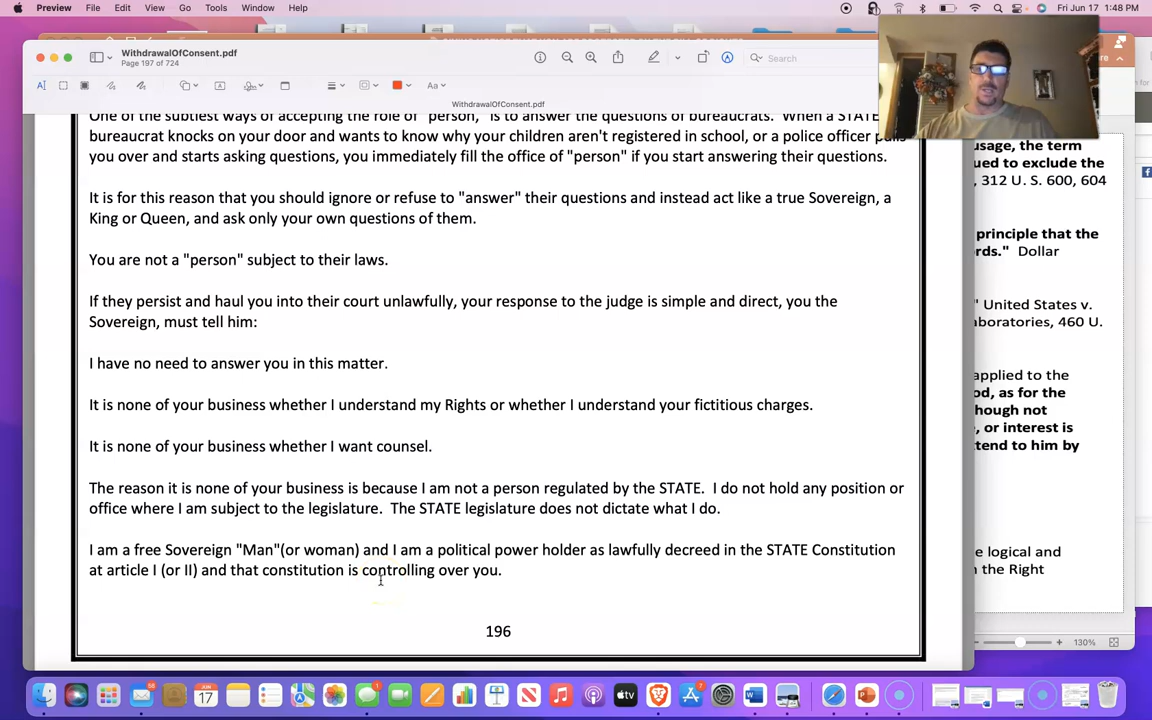 Preview File Edit View Go Tools Window Help Fri Jun 17 1:48 PM
WithdrawalOfConsent.pdf
Page 197 of 724
Search
WithdrawalOfConsent.pdf
One of the subtlest ways of accepting the role of "person," is to answer the questions of bureaucrats. When a STATE
bureaucrat knocks on your door and wants to know why your children aren't registered in school, or a police officer pulls
you over and starts asking questions, you immediately fill the office of "person" if you start answering their questions.
It is for this reason that you should ignore or refuse to "answer" their questions and instead act like a true Sovereign, a
King or Queen, and ask only your own questions of them.
You are not a "person" subject to their laws.
If they persist and haul you into their court unlawfully, your response to the judge is simple and direct, you the
Sovereign, must tell him:
I have no need to answer you in this matter.
It is none of your business whether I understand my Rights or whether I understand your fictitious charges.
It is none of your business whether I want counsel.
The reason it is none of your business is because I am not a person regulated by the STATE. I do not hold any position or
office where I am subject to the legislature. The STATE legislature does not dictate what I do.
I am a free Sovereign "Man"(or woman) and I am a political power holder as lawfully decreed in the STATE Constitution
at article I (or II) and that constitution is controlling over you.
196
usage, the term
ued to exclude the
, 312 U. S. 600, 604
principle that the
rds." Dollar
" United States v.
aboratories, 460 U.
applied to the
od, as for the
hough not
, or interest is
tend to him by
e logical and
n the Right
130%
JUN
17